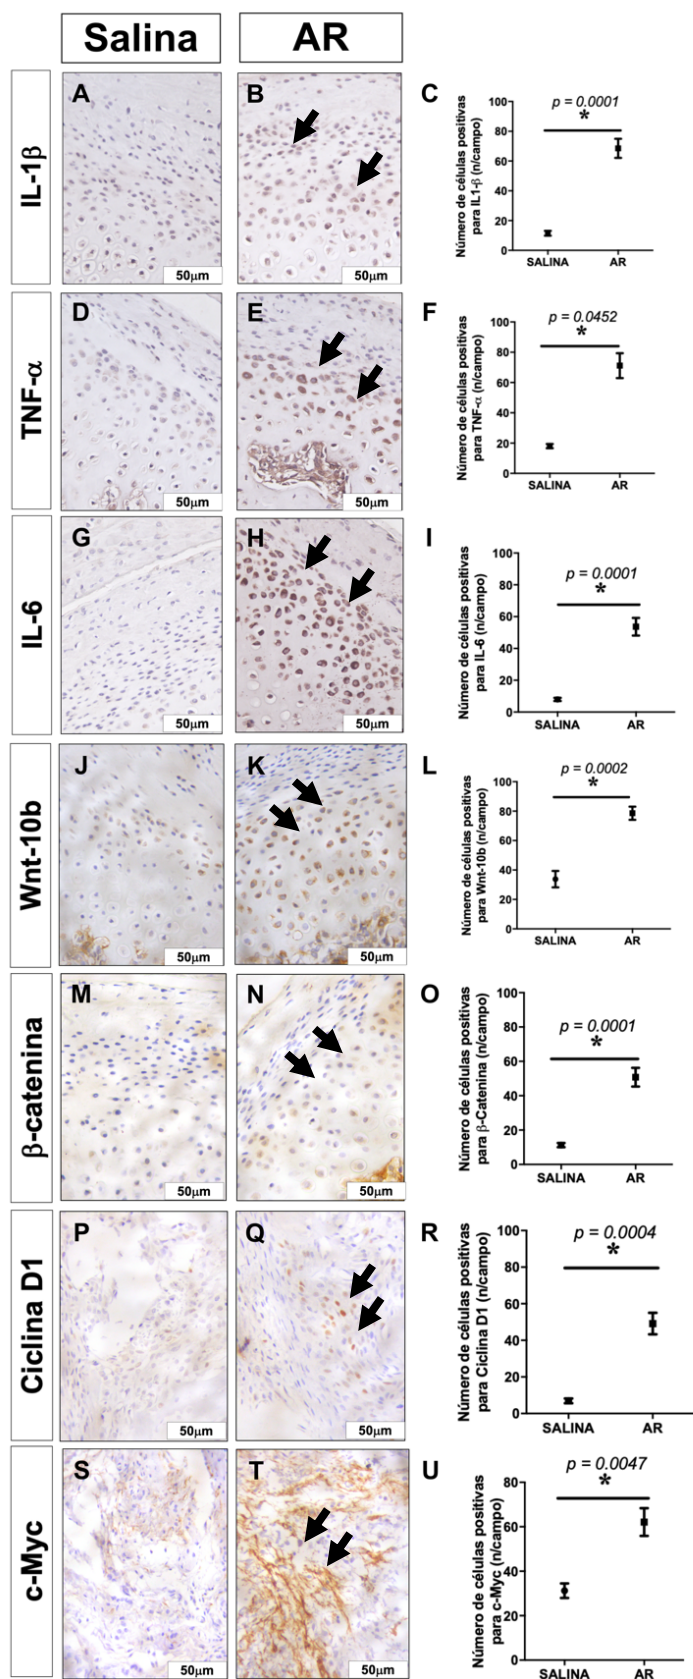 Salina
AR
IL-1β
A
50μm
B
50μm
C
p = 0.0001
*
Número de células positivas
para IL1-β (n/campo)
100
80
60
40
20
0
SALINA
AR
TNF-α
D
50μm
E
50μm
F
p = 0.0452
*
Número de células positivas
para TNF-α (n/campo)
100
80
60
40
20
0
SALINA
AR
IL-6
G
50μm
H
50μm
I
p = 0.0001
*
Número de células positivas
para IL-6 (n/campo)
100
80
60
40
20
0
SALINA
AR
Wnt-10b
J
50μm
K
50μm
L
p = 0.0002
*
Número de células positivas
para Wnt-10b (n/campo)
100
80
60
40
20
0
SALINA
AR
β-catenina
M
50μm
N
50μm
O
p = 0.0001
*
Número de células positivas
para β-Catenina (n/campo)
100
80
60
40
20
0
SALINA
AR
Ciclina D1
P
50μm
Q
50μm
R
p = 0.0004
*
Número de células positivas
para Ciclina D1 (n/campo)
100
80
60
40
20
0
SALINA
AR
c-Myc
S
50μm
T
50μm
U
p = 0.0047
*
Número de células positivas
para c-Myc (n/campo)
80
60
40
20
0
SALINA
AR